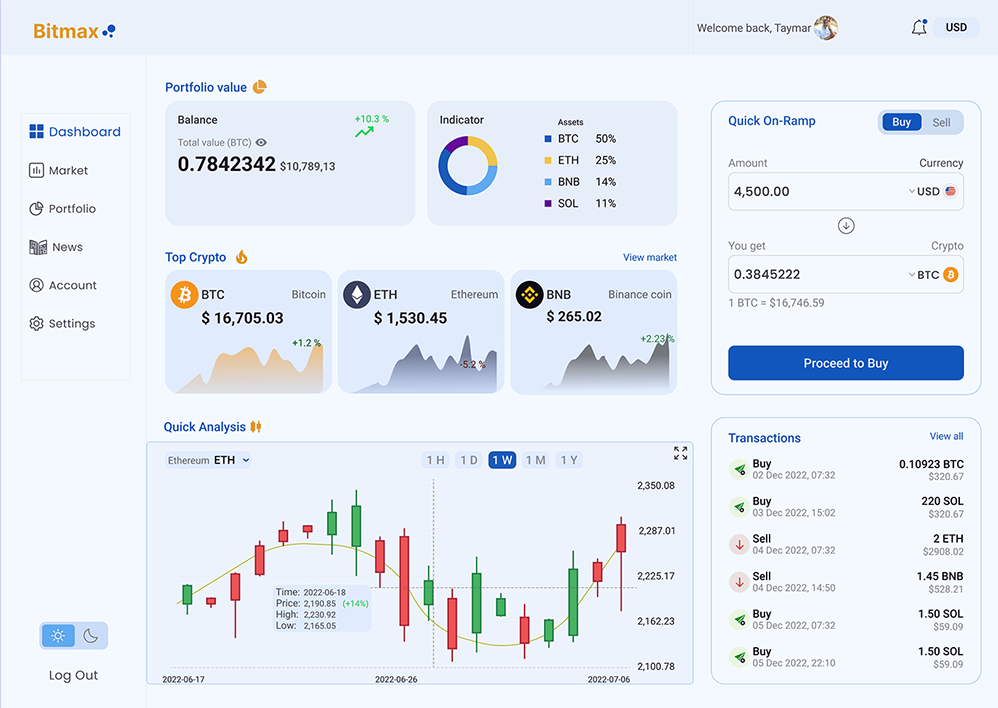 Bitmax
Welcome back, Taymar
USD
Dashboard
Market
Portfolio
News
Account
Settings
Log Out
Portfolio value
Balance
+10.3 %
Total value (BTC)
0.7842342 $10,789,13
Indicator
Assets
BTC 50%
ETH 25%
BNB 14%
SOL 11%
Top Crypto
View market
BTC Bitcoin
$ 16,705.03
+1.2 %
ETH Ethereum
$ 1,530.45
-5.2 %
BNB Binance coin
$ 265.02
+2.23 %
Quick Analysis
Ethereum ETH
1 H 1 D 1 W 1 M 1 Y
2,350.08
2,287.01
2,225.17
2,162.23
2,100.78
Time: 2022-06-18
Price: 2,190.85 (+14%)
High: 2,230.92
Low: 2,165.05
2022-06-17 2022-06-26 2022-07-06
Quick On-Ramp
Buy Sell
Amount Currency
4,500.00 USD
You get Crypto
0.3845222 BTC
1 BTC = $16,746.59
Proceed to Buy
Transactions
View all
Buy 0.10923 BTC
02 Dec 2022, 07:32 $320.67
Buy 220 SOL
03 Dec 2022, 15:02 $320.67
Sell 2 ETH
04 Dec 2022, 07:32 $2908.02
Sell 1.45 BNB
04 Dec 2022, 14:50 $528.21
Buy 1.50 SOL
05 Dec 2022, 07:32 $59.09
Buy 1.50 SOL
05 Dec 2022, 22:10 $59.09